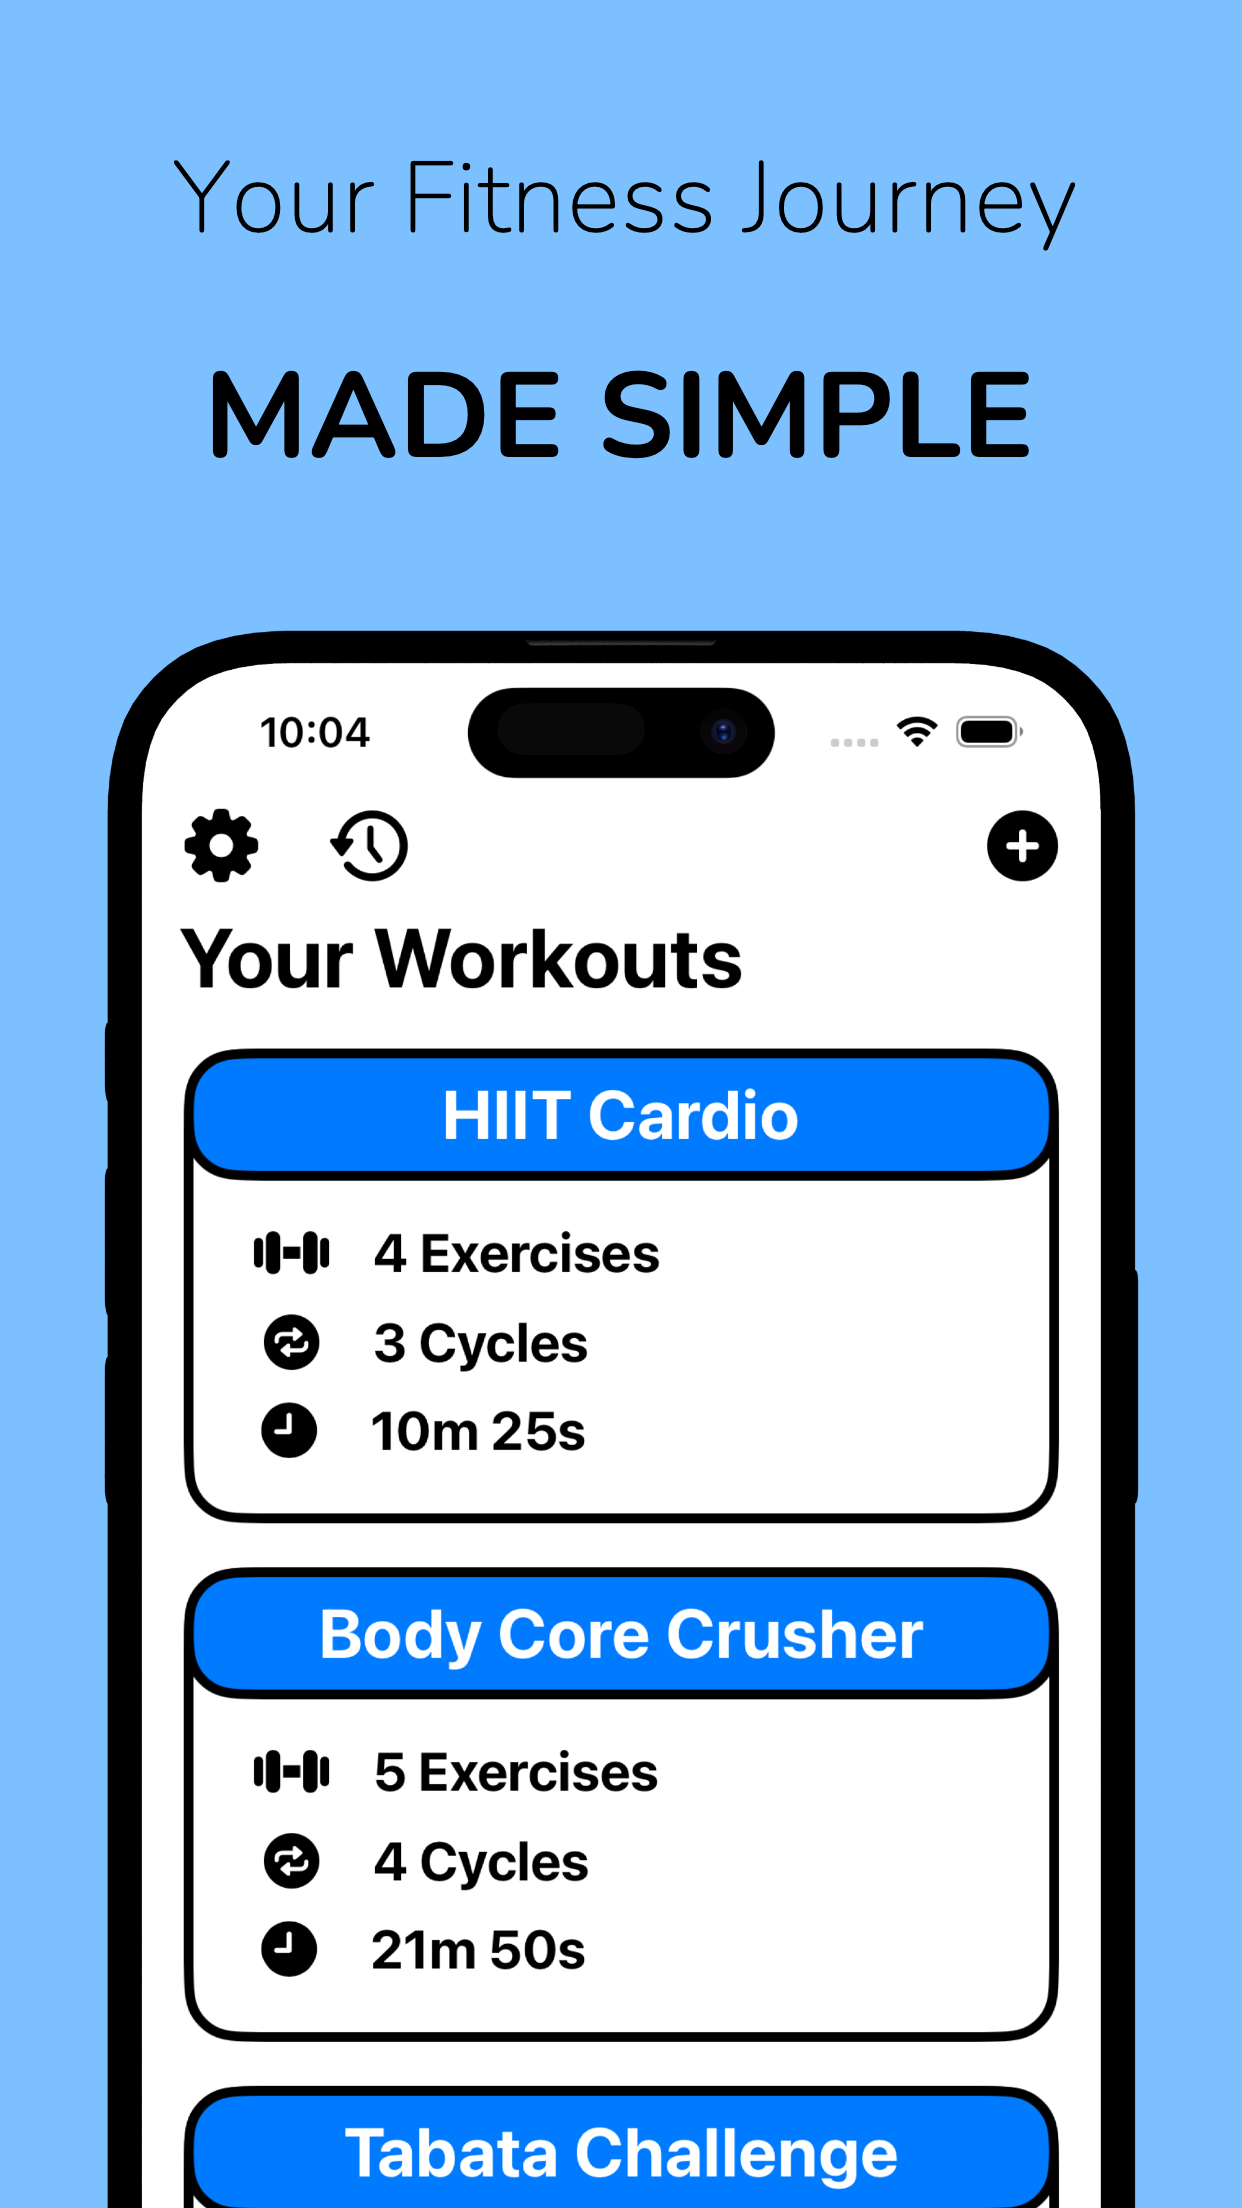 Your Fitness Journey
MADE SIMPLE
10:04
Your Workouts
HIIT Cardio
4 Exercises
3 Cycles
10m 25s
Body Core Crusher
5 Exercises
4 Cycles
21m 50s
Tabata Challenge